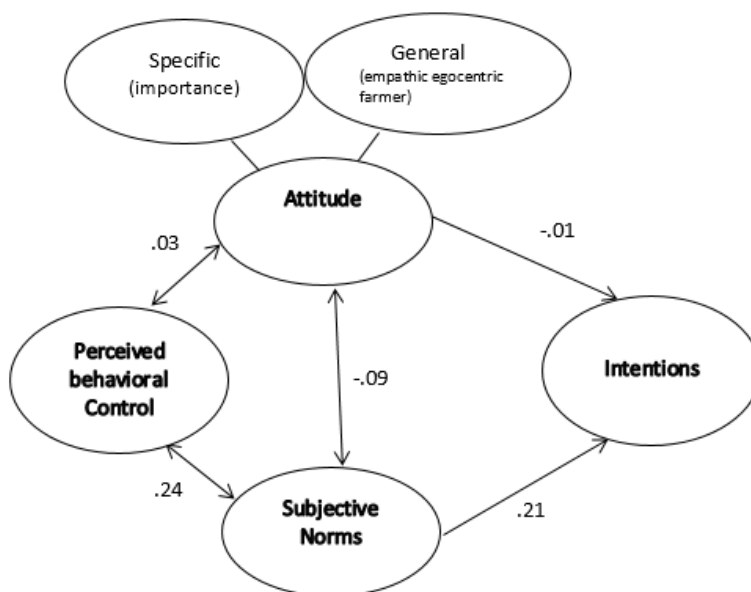 Specific
(importance)
General
(empathic egocentric
farmer)
Attitude
.03
-.01
Perceived
behavioral
Control
-.09
Intentions
.24
Subjective
Norms
.21